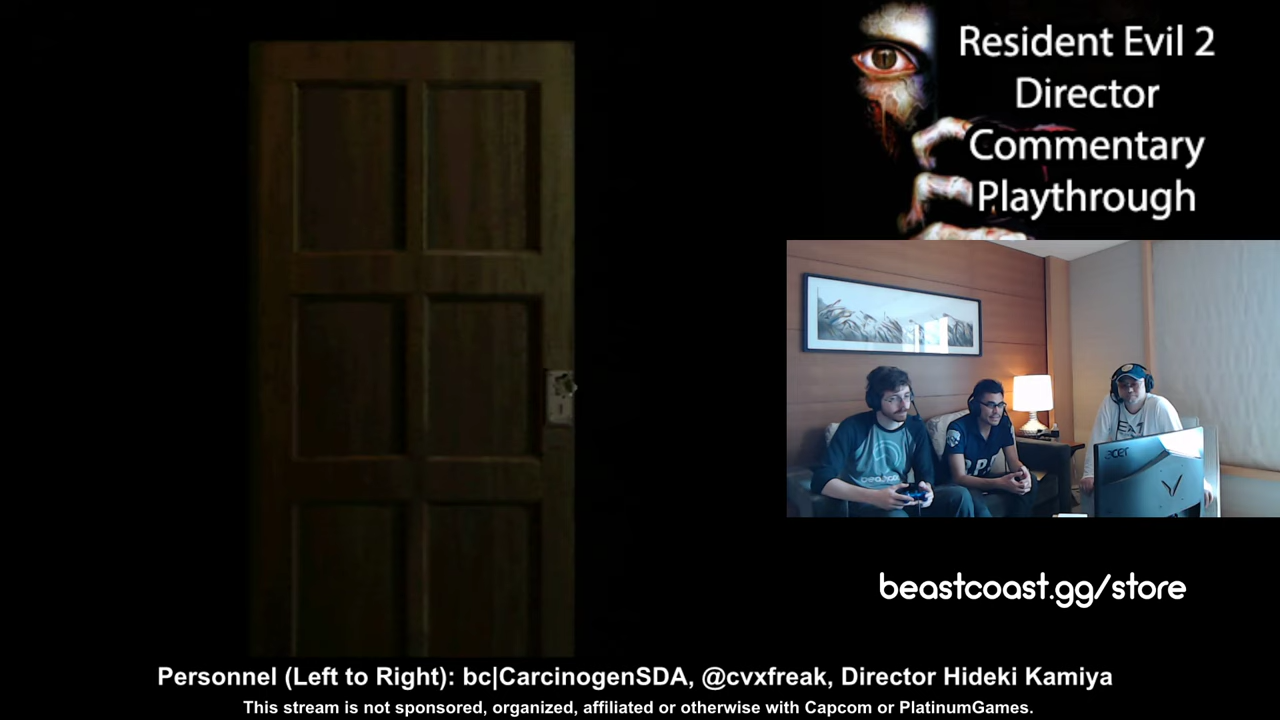 Resident Evil 2
Director
Commentary
Playthrough
acer
beastcoast.gg/store
Personnel (Left to Right): bc|CarcinogenSDA, @cvxfreak, Director Hideki Kamiya
This stream is not sponsored, organized, affiliated or otherwise with Capcom or PlatinumGames.